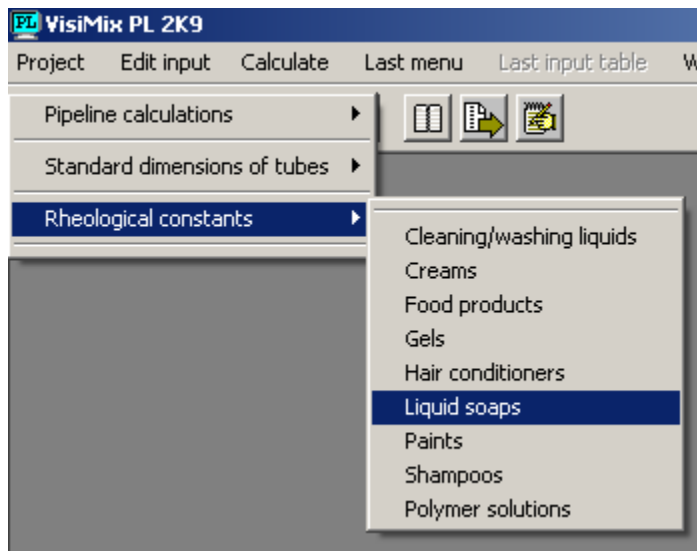 PL VisiMix PL 2K9
Project Edit input Calculate Last menu Last input table W
Pipeline calculations
Standard dimensions of tubes
Rheological constants
Cleaning/washing liquids
Creams
Food products
Gels
Hair conditioners
Liquid soaps
Paints
Shampoos
Polymer solutions